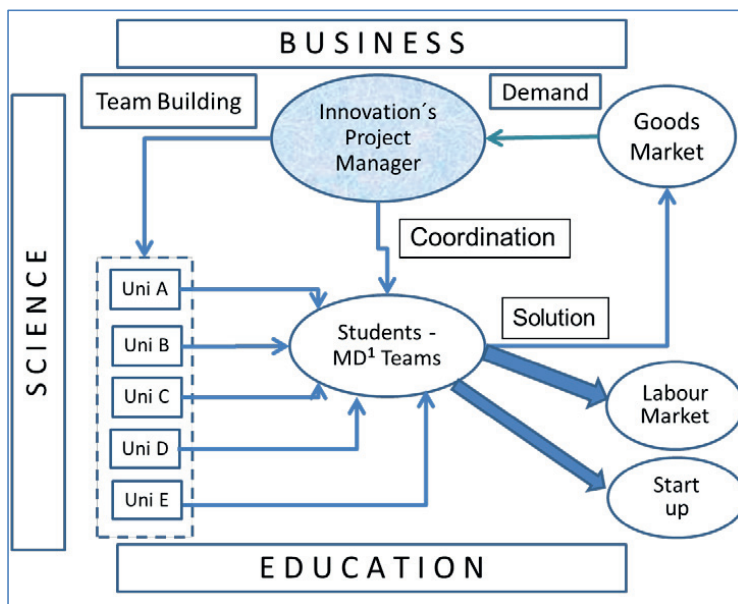 BUSINESS
Team Building
Innovation´s
Project
Manager
Demand
Goods
Market
SCIENCE
Coordination
Uni A
Uni B
Uni C
Uni D
Uni E
Students -
MD¹ Teams
Solution
Labour
Market
Start
up
EDUCATION